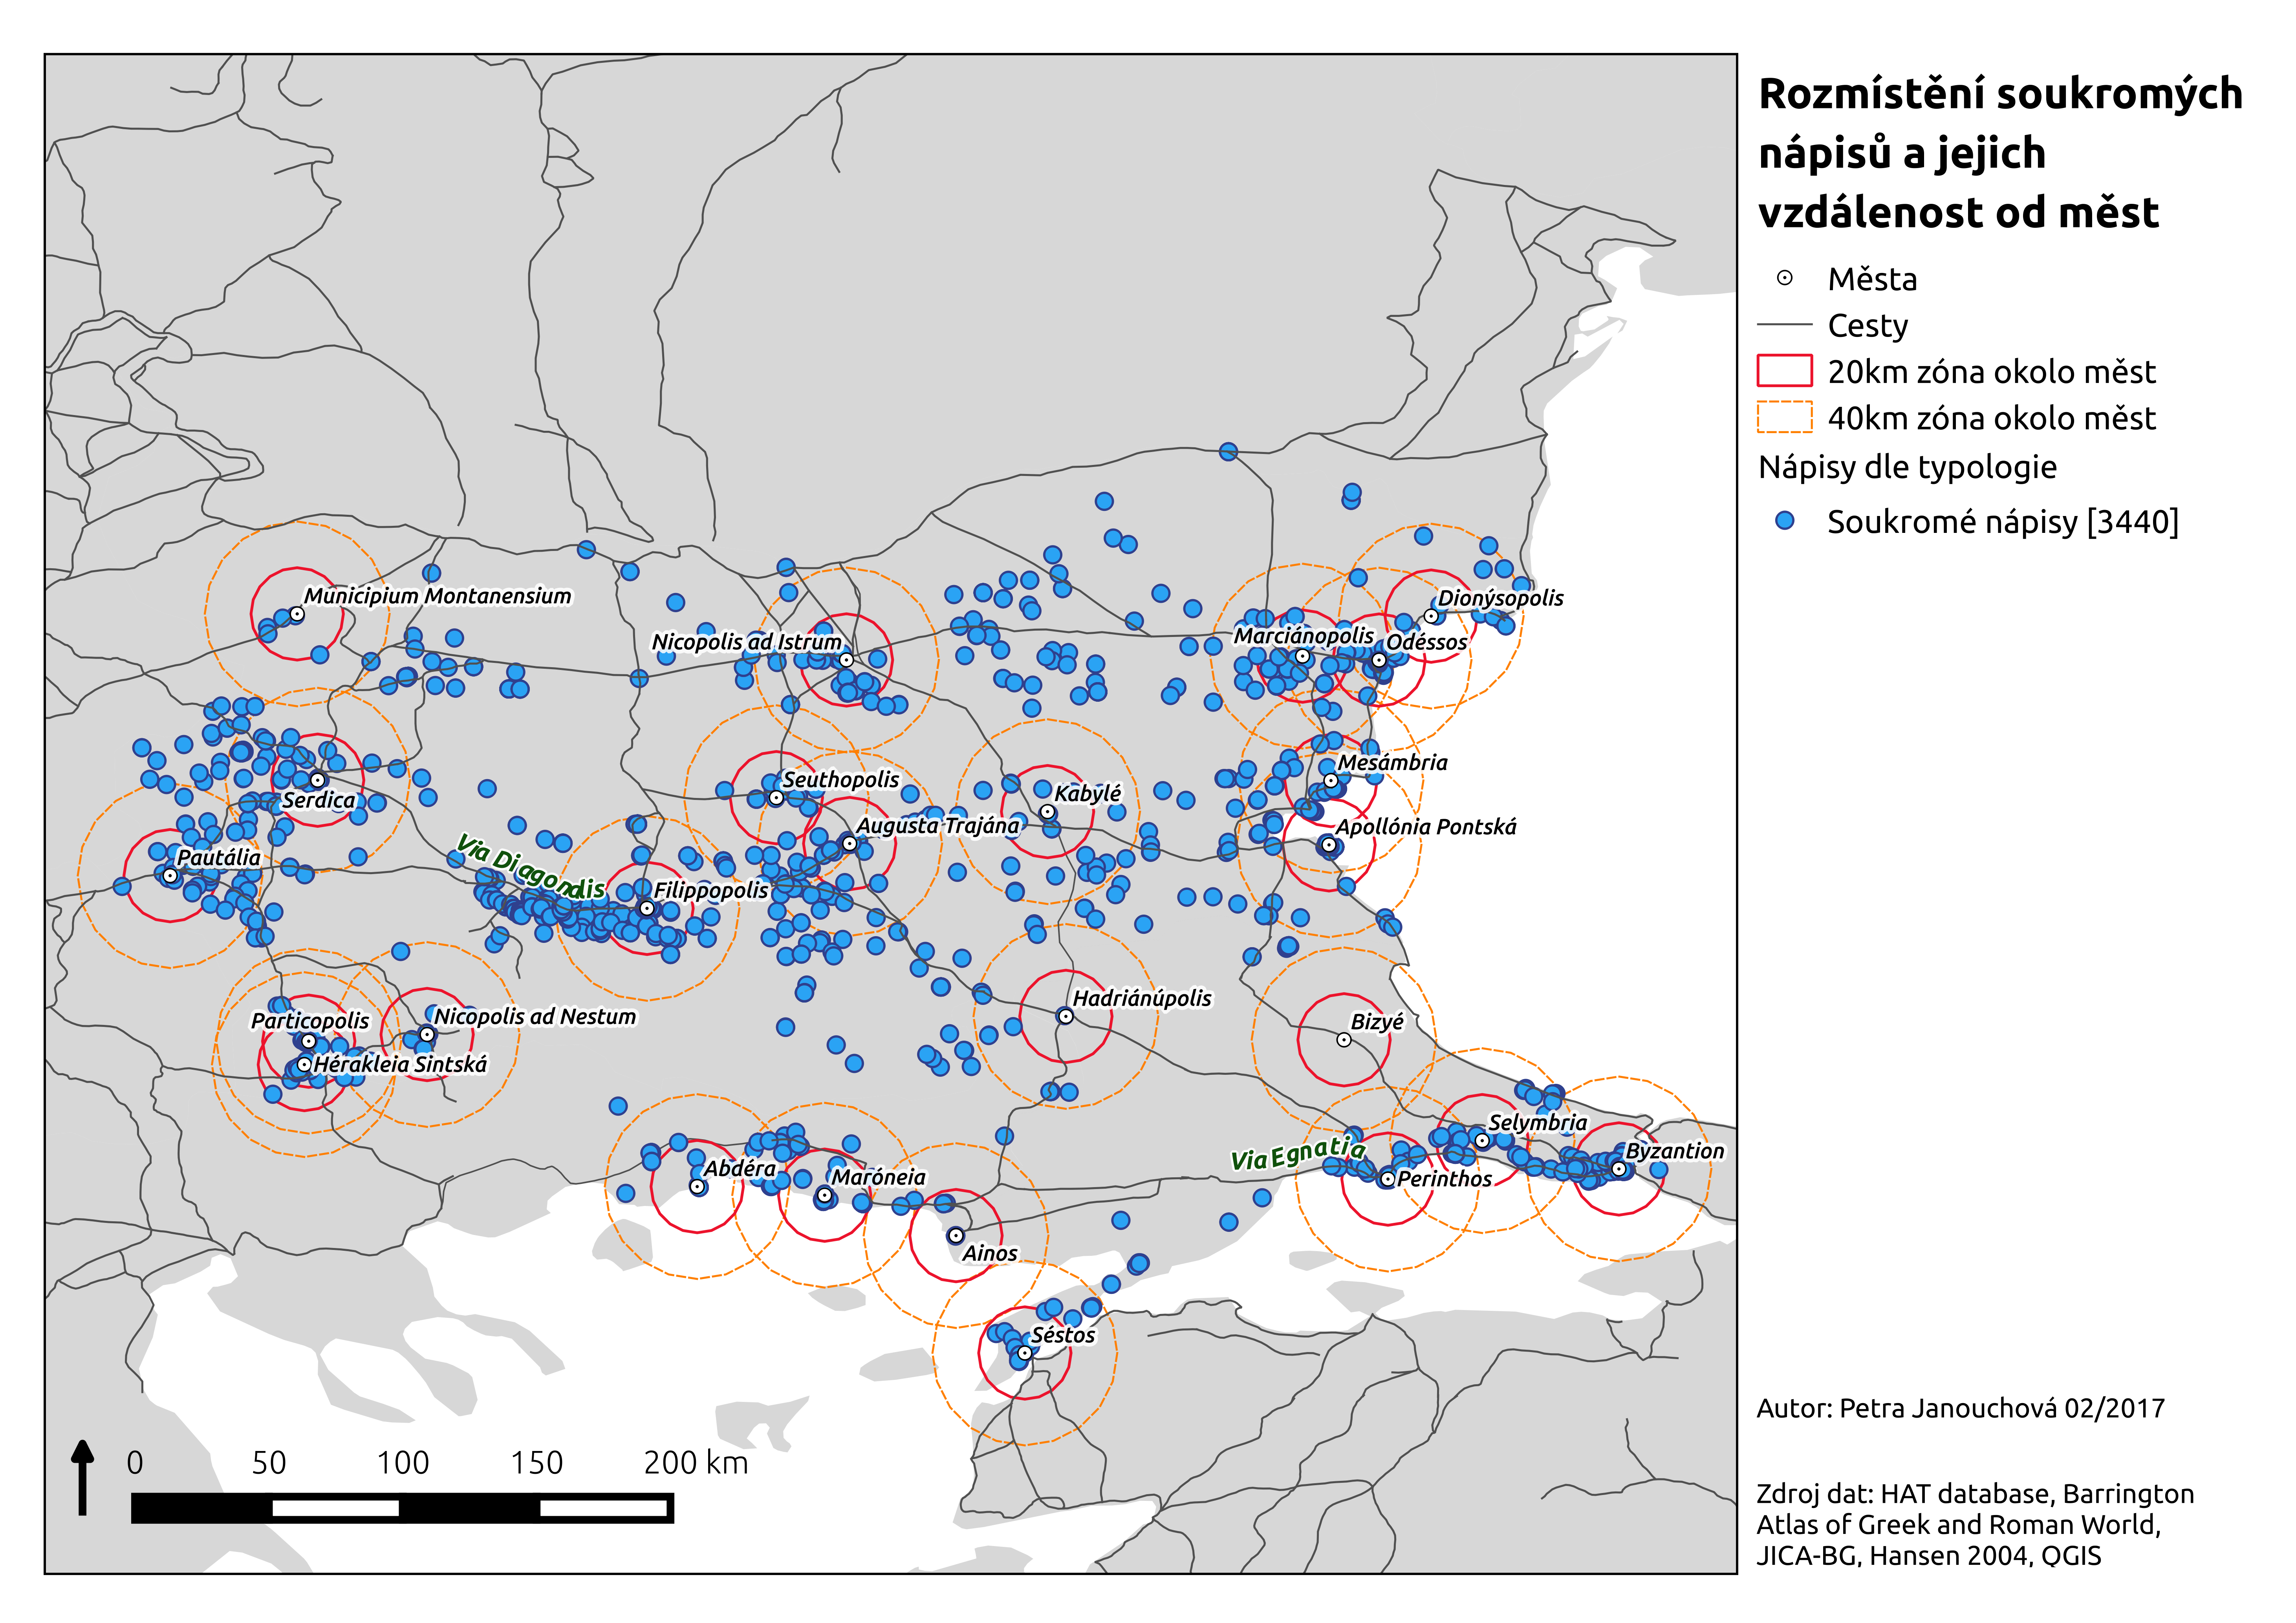 Rozmístění soukromých
nápisů a jejich
vzdálenost od měst
Města
Cesty
20km zóna okolo měst
40km zóna okolo měst
Nápisy dle typologie
Soukromé nápisy [3440]
Municipium Montanensium
Nicopolis ad Istrum
Dionýsopolis
Marciánopolis
Odéssos
Serdica
Seuthopolis
Kabylé
Mesámbria
Augusta Trajána
Apollónia Pontská
Pautália
Via Diagonalis
Filippopolis
Hadriánúpolis
Particopolis
Nicopolis ad Nestum
Bizyé
Hérakleia Sintská
Selymbria
Byzantion
Via Egnatia
Perinthos
Abdéra
Maróneia
Ainos
Séstos
0 50 100 150 200 km
Autor: Petra Janouchová 02/2017
Zdroj dat: HAT database, Barrington
Atlas of Greek and Roman World,
JICA-BG, Hansen 2004, QGIS